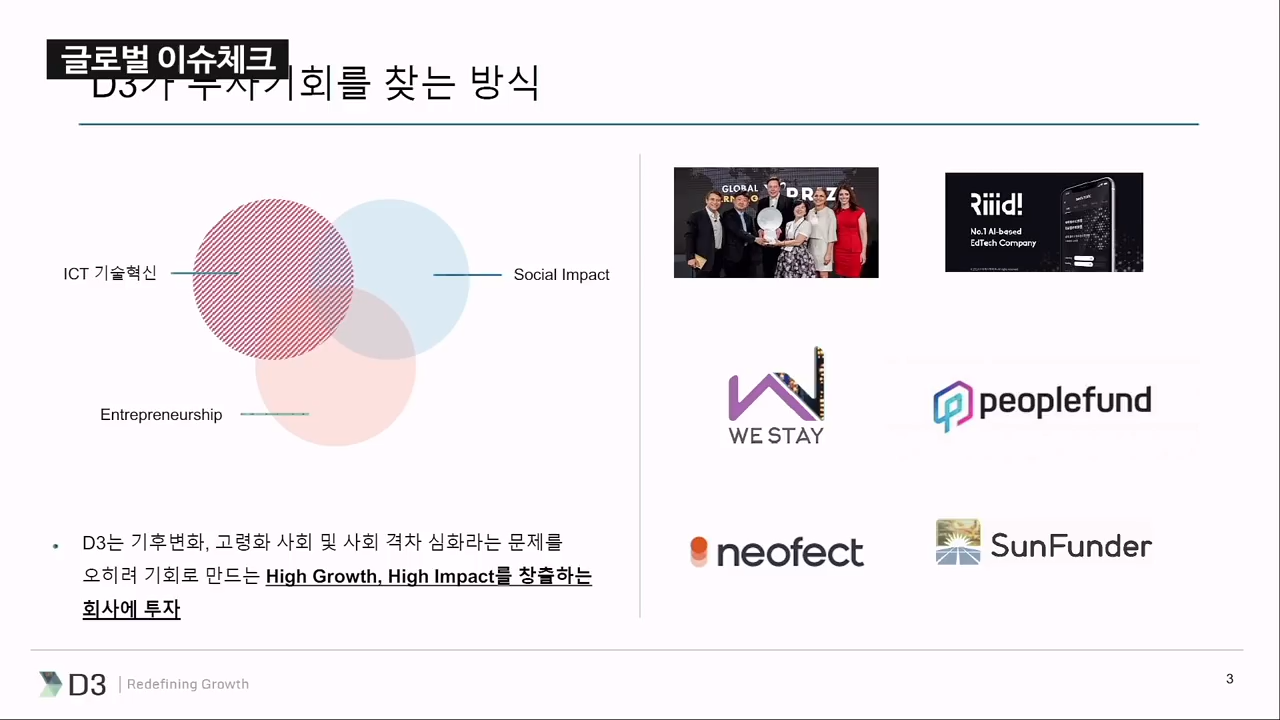 글로벌 이슈체크
D3가 투자기회를 찾는 방식
ICT 기술혁신
Social Impact
Entrepreneurship
D3는 기후변화, 고령화 사회 및 사회 격차 심화라는 문제를
오히려 기회로 만드는 High Growth, High Impact를 창출하는
회사에 투자
GLOBAL
Riiid!
No.1 AI-based
EdTech Company
WE STAY
peoplefund
neofect
SunFunder
D3
Redefining Growth
3